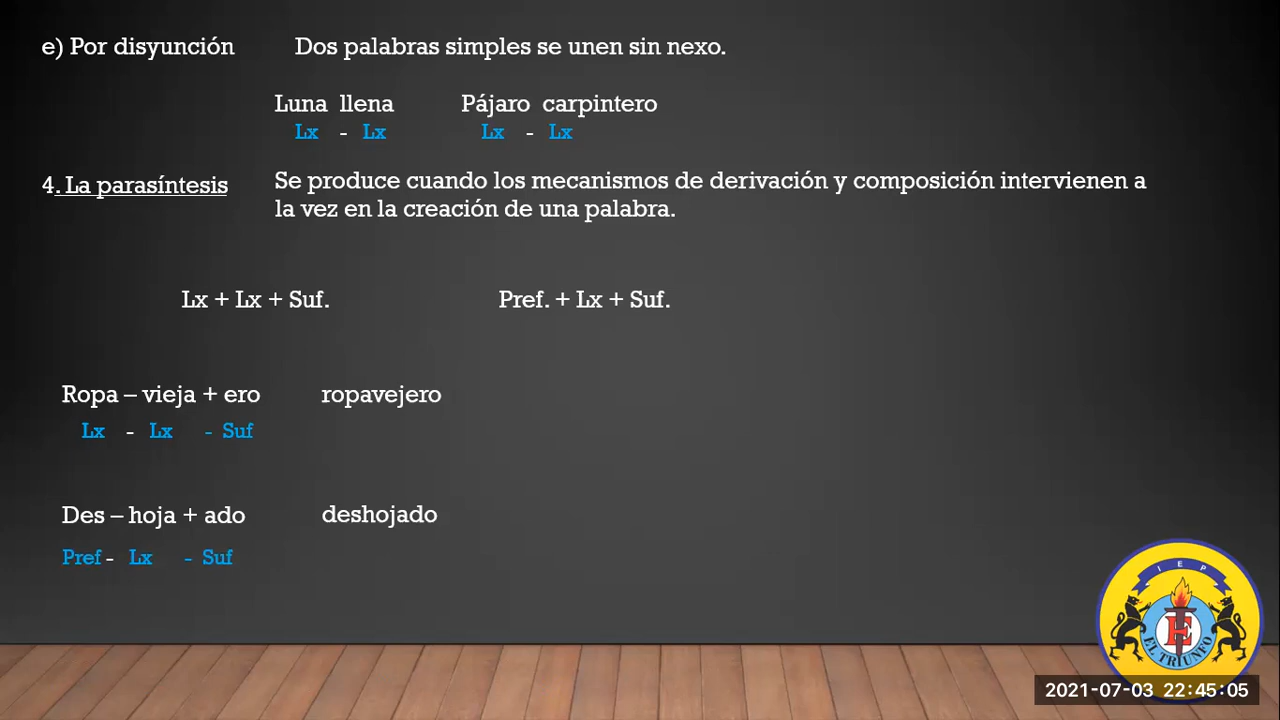 e) Por disyunción Dos palabras simples se unen sin nexo.
Luna llena Pájaro carpintero
Lx - Lx Lx - Lx
4. La parasíntesis Se produce cuando los mecanismos de derivación y composición intervienen a
la vez en la creación de una palabra.
Lx + Lx + Suf. Pref. + Lx + Suf.
Ropa – vieja + ero ropavejero
Lx - Lx - Suf
Des – hoja + ado deshojado
Pref - Lx - Suf
I E P
E
EL TRIUNFO
2021-07-03 22:45:05